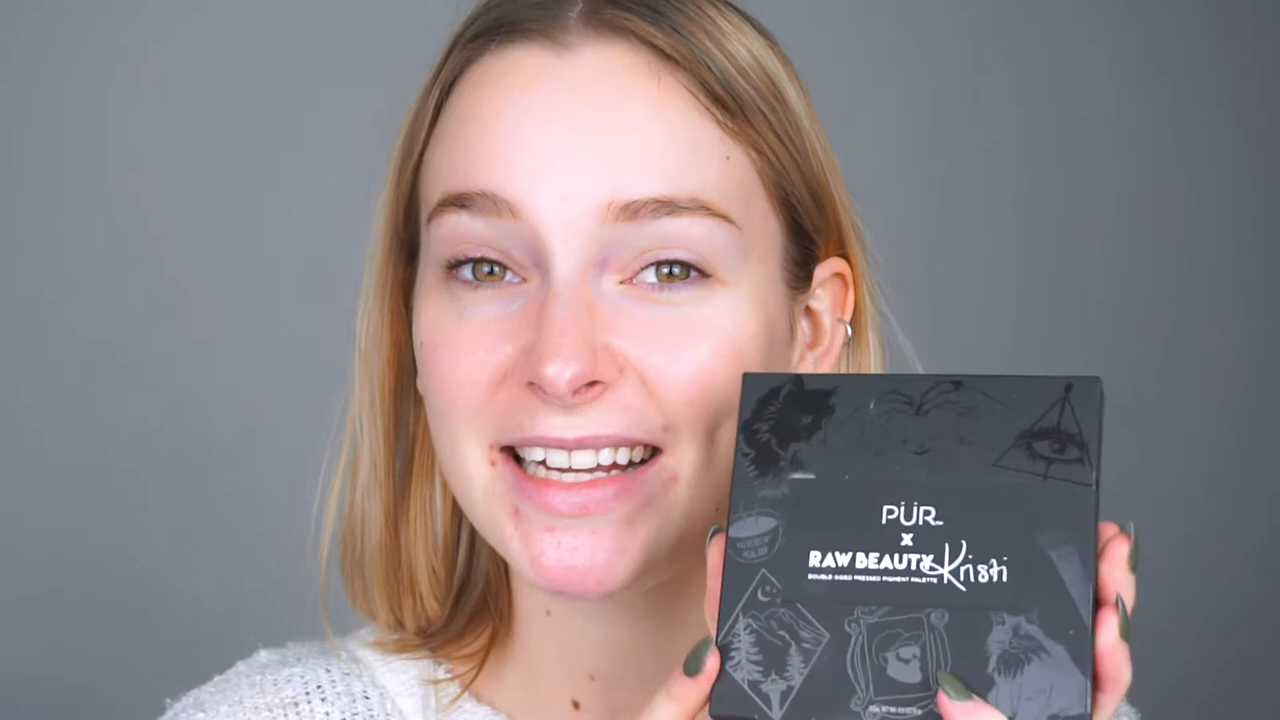 PÜR
x
RAW BEAUTY Kristi
DOUBLE-SIDED PRESSED PIGMENT PALETTE